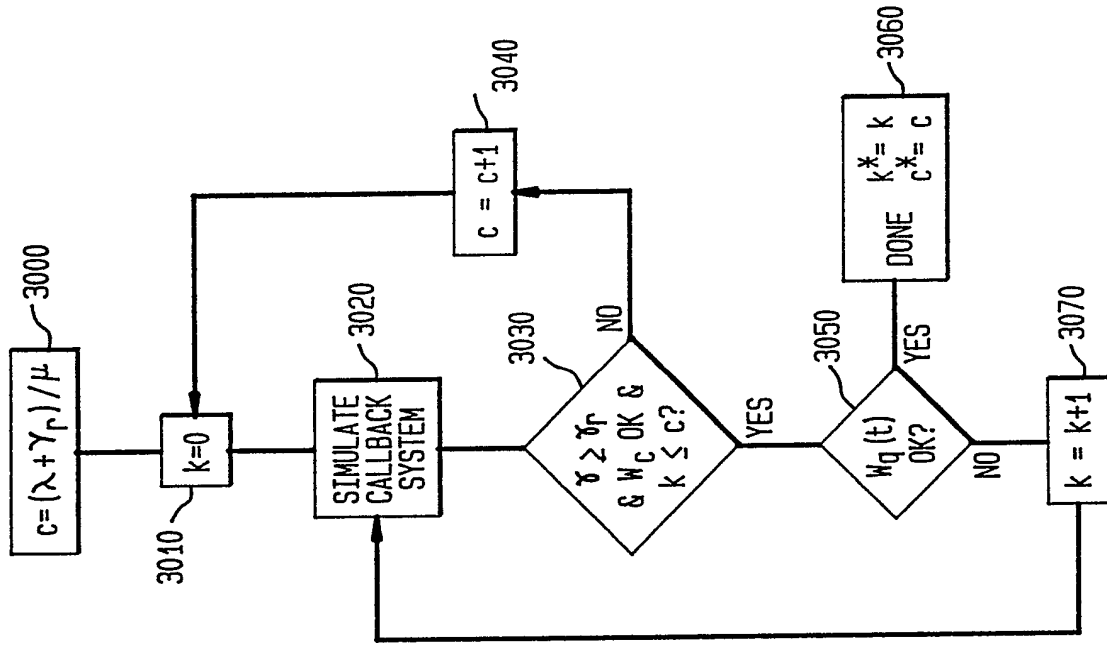 c=(λ+γr)/μ
3000
k=0
3010
SIMULATE
CALLBACK
SYSTEM
3020
γ ≥ γr
& Wc OK &
k ≤ c?
3030
NO
c = c+1
3040
YES
Wq(t)
OK?
3050
YES
DONE k*= k
c*= c
3060
NO
k = k+1
3070